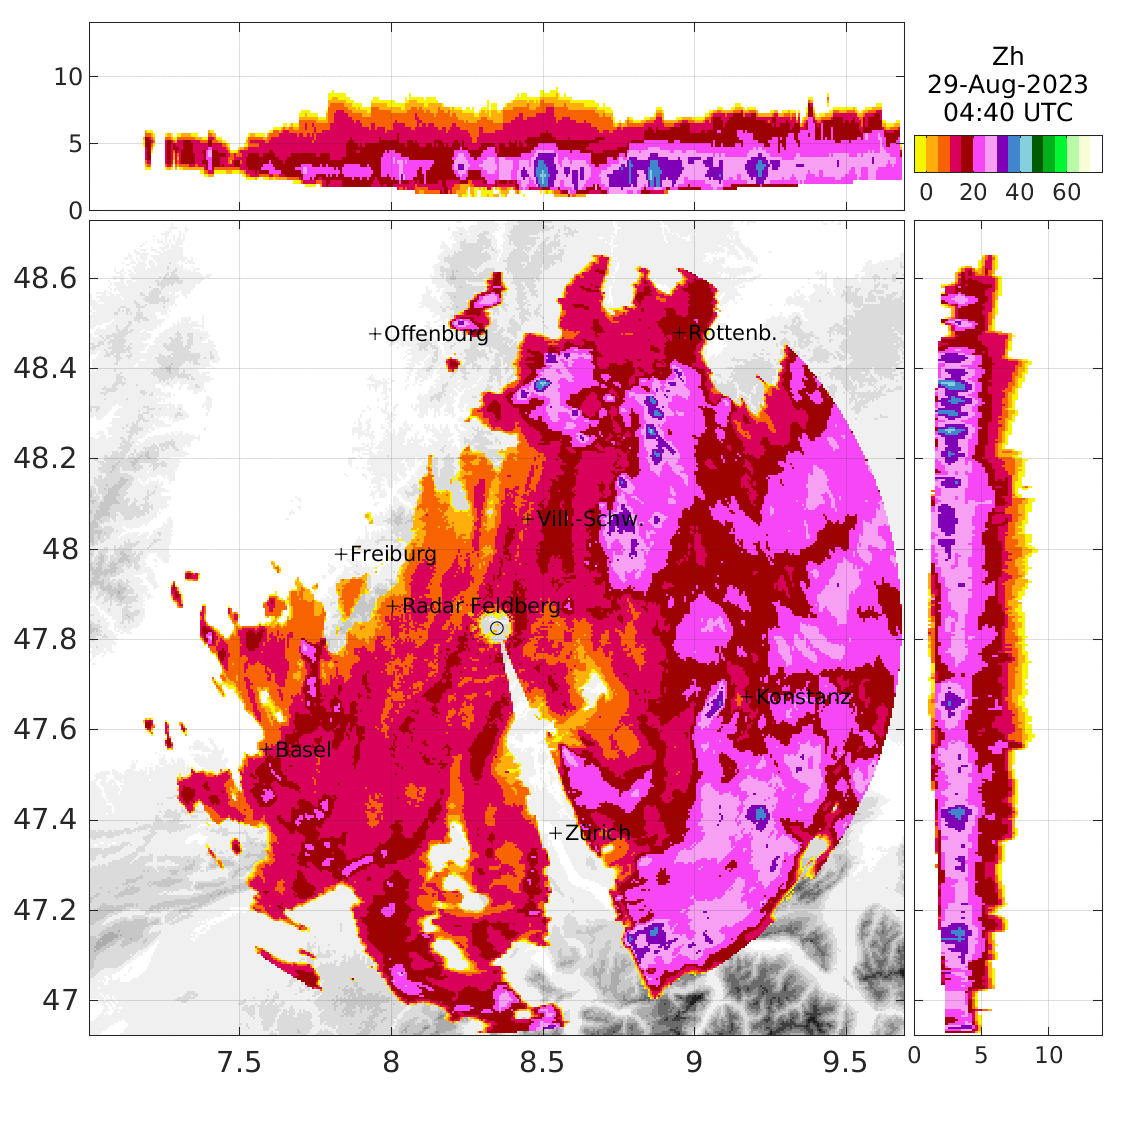 10
5
0
Zh
29-Aug-2023
04:40 UTC
0 20 40 60
48.6
48.4
48.2
48
47.8
47.6
47.4
47.2
47
+Offenburg
+Rottenb.
+Vill.-Schw.
+Freiburg
+Radar Feldberg
+Konstanz
+Basel
+Zürich
7.5 8 8.5 9 9.5
0 5 10